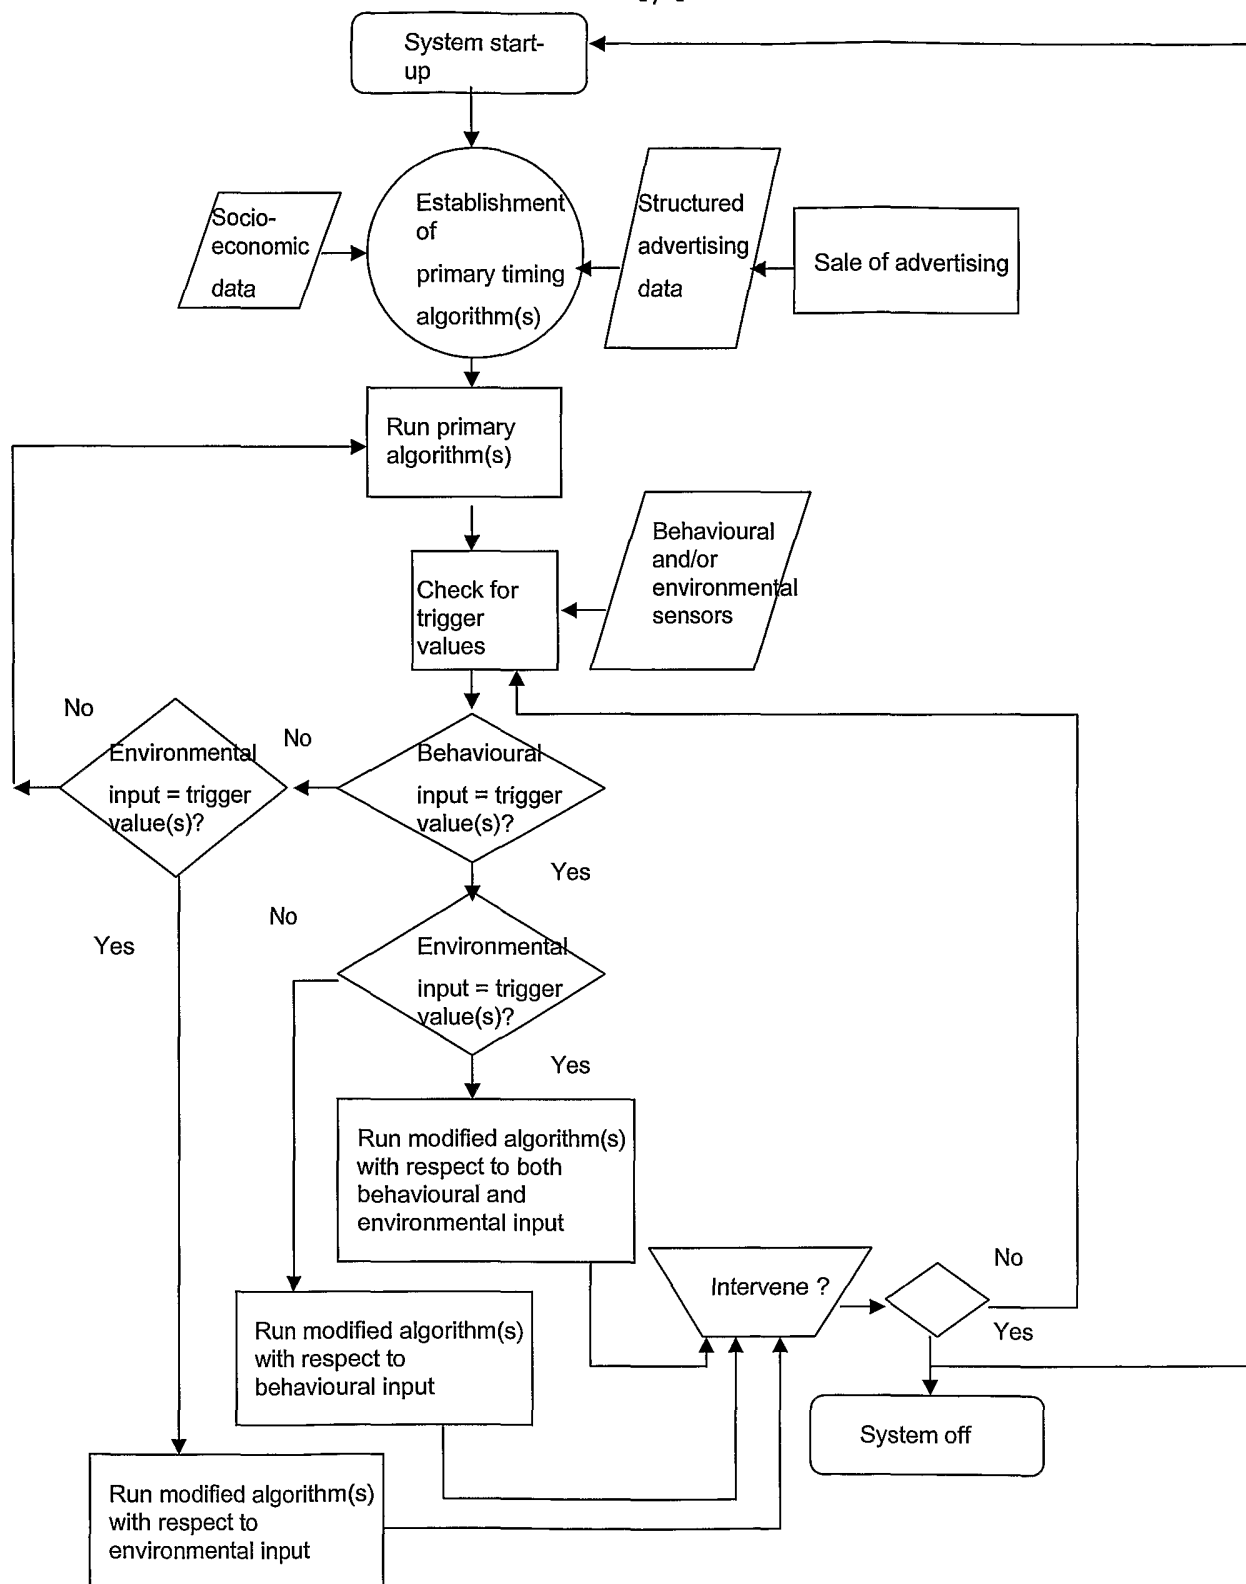 System start-
up
Socio-
economic
data
Establishment
of
primary timing
algorithm(s)
Structured
advertising
data
Sale of advertising
Run primary
algorithm(s)
Behavioural
and/or
environmental
sensors
Check for
trigger
values
No
Environmental
input = trigger
value(s)?
No
Behavioural
input = trigger
value(s)?
Yes
No
Yes
Environmental
input = trigger
value(s)?
Yes
Run modified algorithm(s)
with respect to both
behavioural and
environmental input
Intervene ?
No
Yes
Run modified algorithm(s)
with respect to
behavioural input
System off
Run modified algorithm(s)
with respect to
environmental input